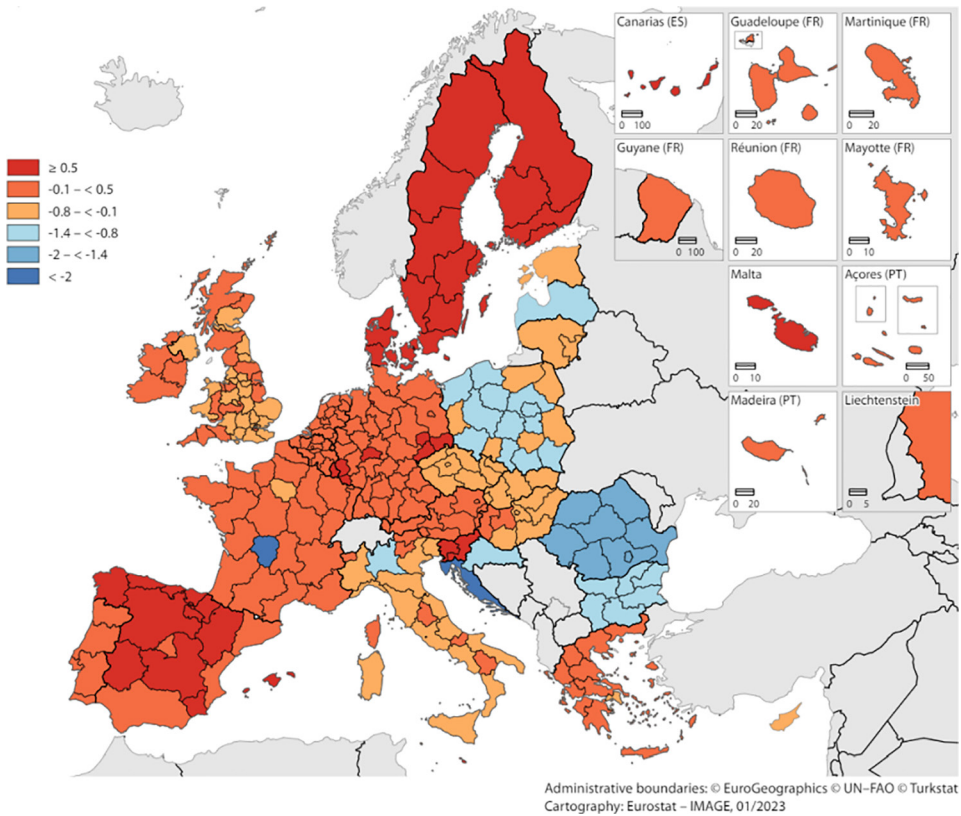 Canarias (ES)
0 100
Guadeloupe (FR)
0 20
Martinique (FR)
0 20
Guyane (FR)
0 100
Réunion (FR)
0 20
Mayotte (FR)
0 10
Malta
0 10
Açores (PT)
0 50
Madeira (PT)
0 20
Liechtenstein
0 5
≥ 0.5
-0.1 – < 0.5
-0.8 – < -0.1
-1.4 – < -0.8
-2 – < -1.4
< -2
Administrative boundaries: © EuroGeographics © UN–FAO © Turkstat
Cartography: Eurostat – IMAGE, 01/2023